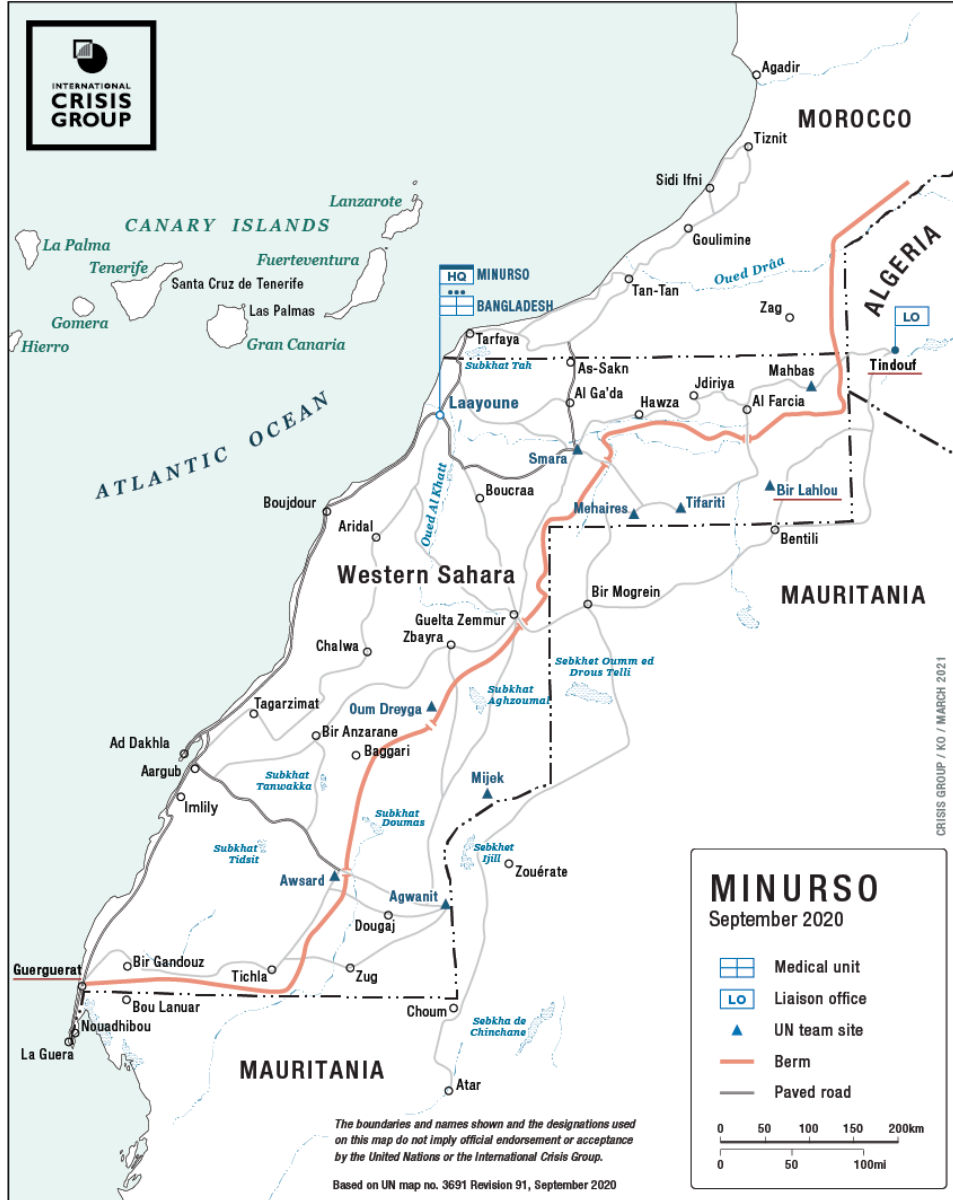 INTERNATIONAL
CRISIS
GROUP
Agadir
MOROCCO
Tiznit
Sidi Ifni
Lanzarote
CANARY ISLANDS
La Palma
Tenerife
Fuerteventura
Goulimine
ALGERIA
Santa Cruz de Tenerife
HQ MINURSO
BANGLADESH
Oued Drâa
Tan-Tan
Gomera
Las Palmas
Zag
LO
Hierro
Gran Canaria
Tarfaya
Subkhat Tah
As-Sakn
Mahbas
Tindouf
Jdiriya
Al Ga'da
Hawza
Al Farcia
Laayoune
ATLANTIC OCEAN
Smara
Bir Lahlou
Boucraa
Oued Al Khatt
Mehaires
Tifariti
Boujdour
Aridal
Bentili
Western Sahara
Bir Mogrein
MAURITANIA
Guelta Zemmur
Zbayra
Chalwa
Sebkhet Oumm ed
Drous Telli
Subkhat
Aghzoumal
Tagarzimat
Oum Dreyga
Bir Anzarane
Baggari
Ad Dakhla
Aargub
Imlily
Subkhat
Tanwakka
Mijek
Subkhat
Doumas
Subkhat
Tidsit
Sebkhet
Ijill
Zouérate
Awsard
Agwanit
Dougaj
Guerguerat
Bir Gandouz
Tichla
Zug
Bou Lanuar
Choum
Nouadhibou
La Guera
Sebkha de
Chinchane
MAURITANIA
Atar
CRISIS GROUP / KO / MARCH 2021
MINURSO
September 2020
Medical unit
LO Liaison office
UN team site
Berm
Paved road
0 50 100 150 200km
0 50 100mi
The boundaries and names shown and the designations used
on this map do not imply official endorsement or acceptance
by the United Nations or the International Crisis Group.
Based on UN map no. 3691 Revision 91, September 2020